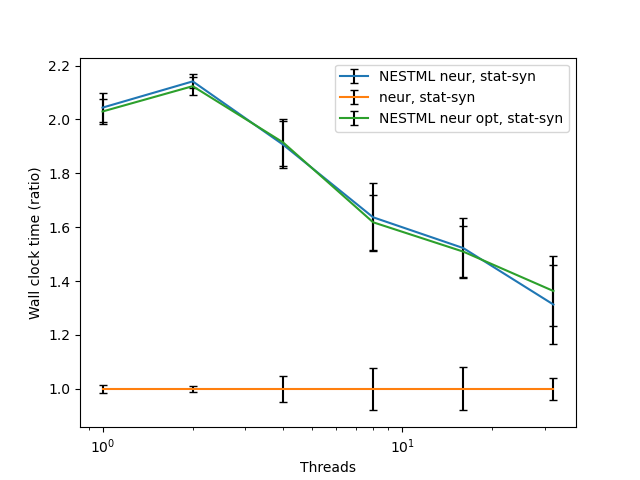 2.2
2.0
1.8
1.6
1.4
1.2
1.0
Wall clock time (ratio)
NESTML neur, stat-syn
neur, stat-syn
NESTML neur opt, stat-syn
10⁰
10¹
Threads